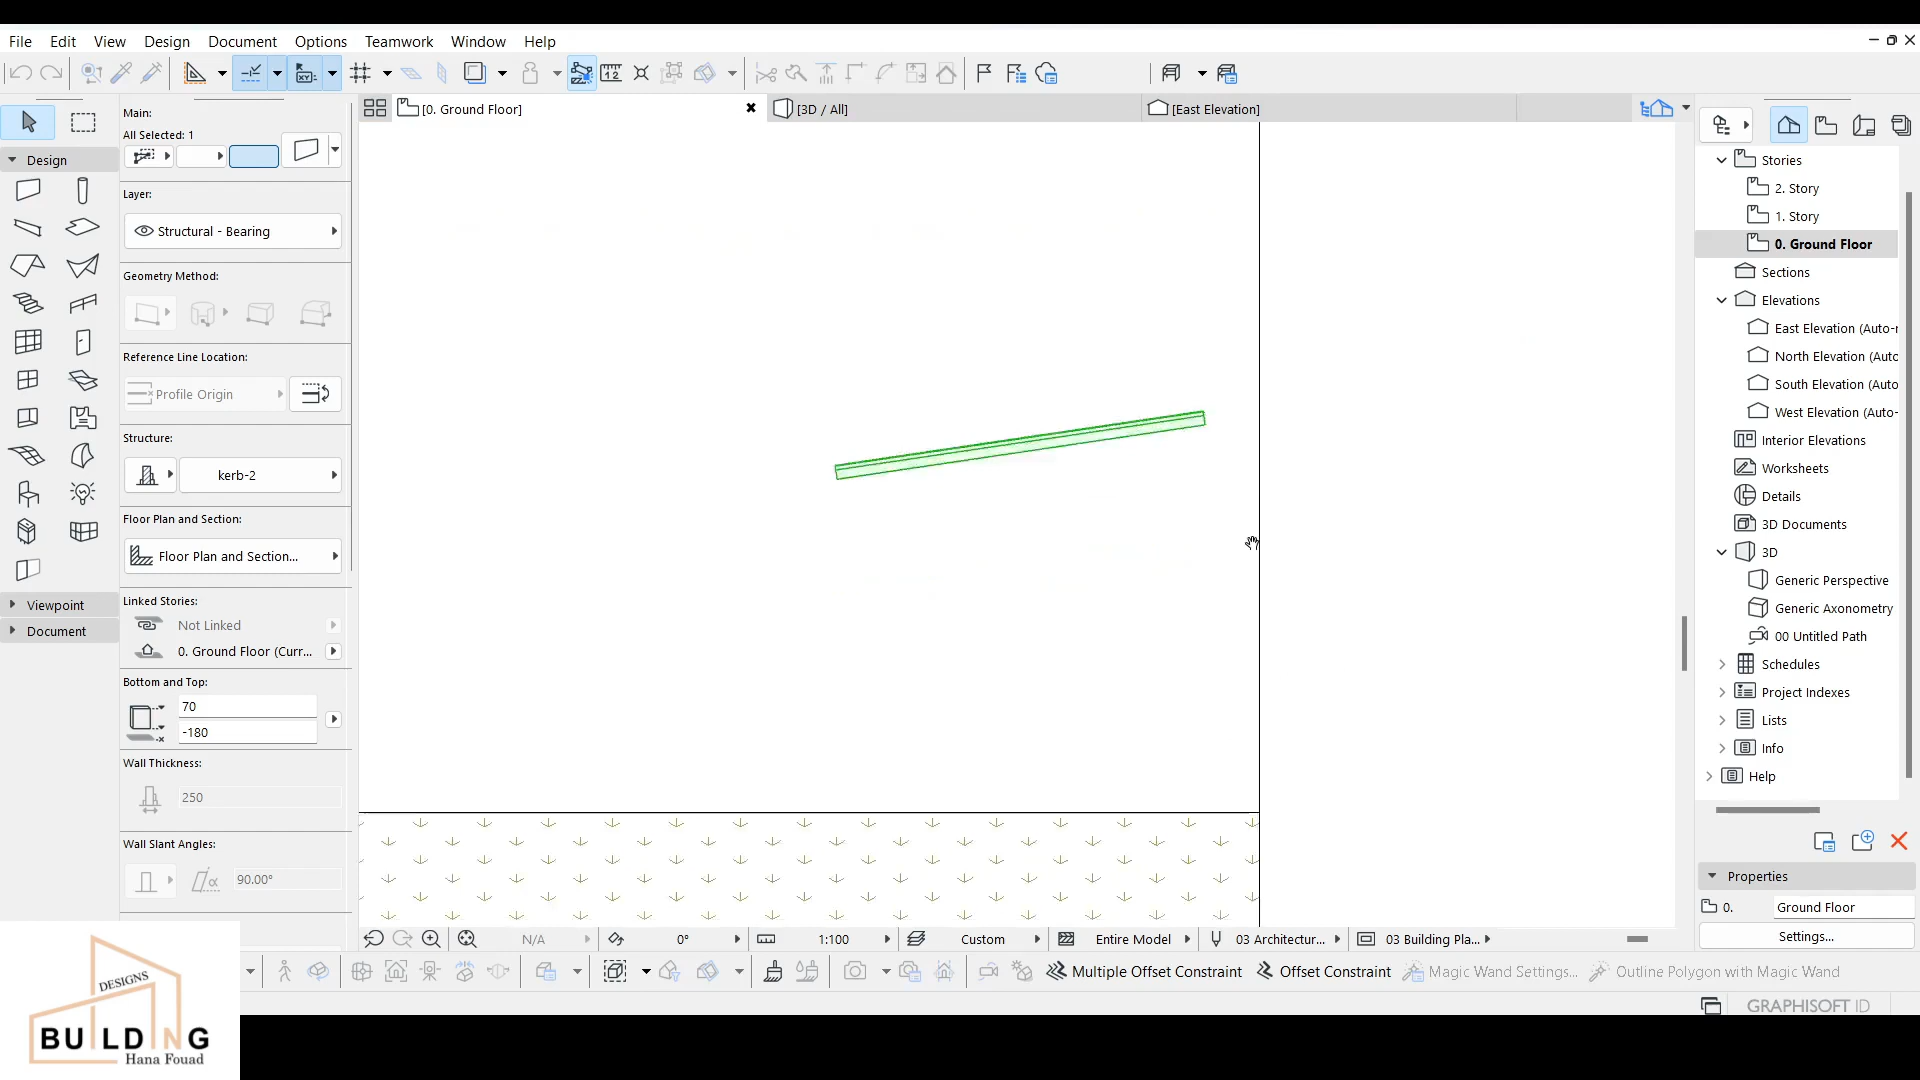 File Edit View Design Document Options Teamwork Window Help
[0. Ground Floor]
[3D / All]
[East Elevation]
Main:
All Selected: 1
Design
Layer:
Structural - Bearing
Geometry Method:
Reference Line Location:
Profile Origin
Structure:
kerb-2
Floor Plan and Section:
Floor Plan and Section...
Linked Stories:
Not Linked
0. Ground Floor (Curr...
Bottom and Top:
70
-180
Wall Thickness:
250
Wall Slant Angles:
90.00°
Viewpoint
Document
Stories
2. Story
1. Story
0. Ground Floor
Sections
Elevations
East Elevation (Auto-r
North Elevation (Auto
South Elevation (Auto
West Elevation (Auto-
Interior Elevations
Worksheets
Details
3D Documents
3D
Generic Perspective
Generic Axonometry
00 Untitled Path
Schedules
Project Indexes
Lists
Info
Help
Properties
0. Ground Floor
Settings...
N/A 0° 1:100 Custom Entire Model 03 Architectur... 03 Building Pla...
Multiple Offset Constraint Offset Constraint Magic Wand Settings... Outline Polygon with Magic Wand
GRAPHISOFT ID
DESIGNS
BUILDING
Hana Fouad